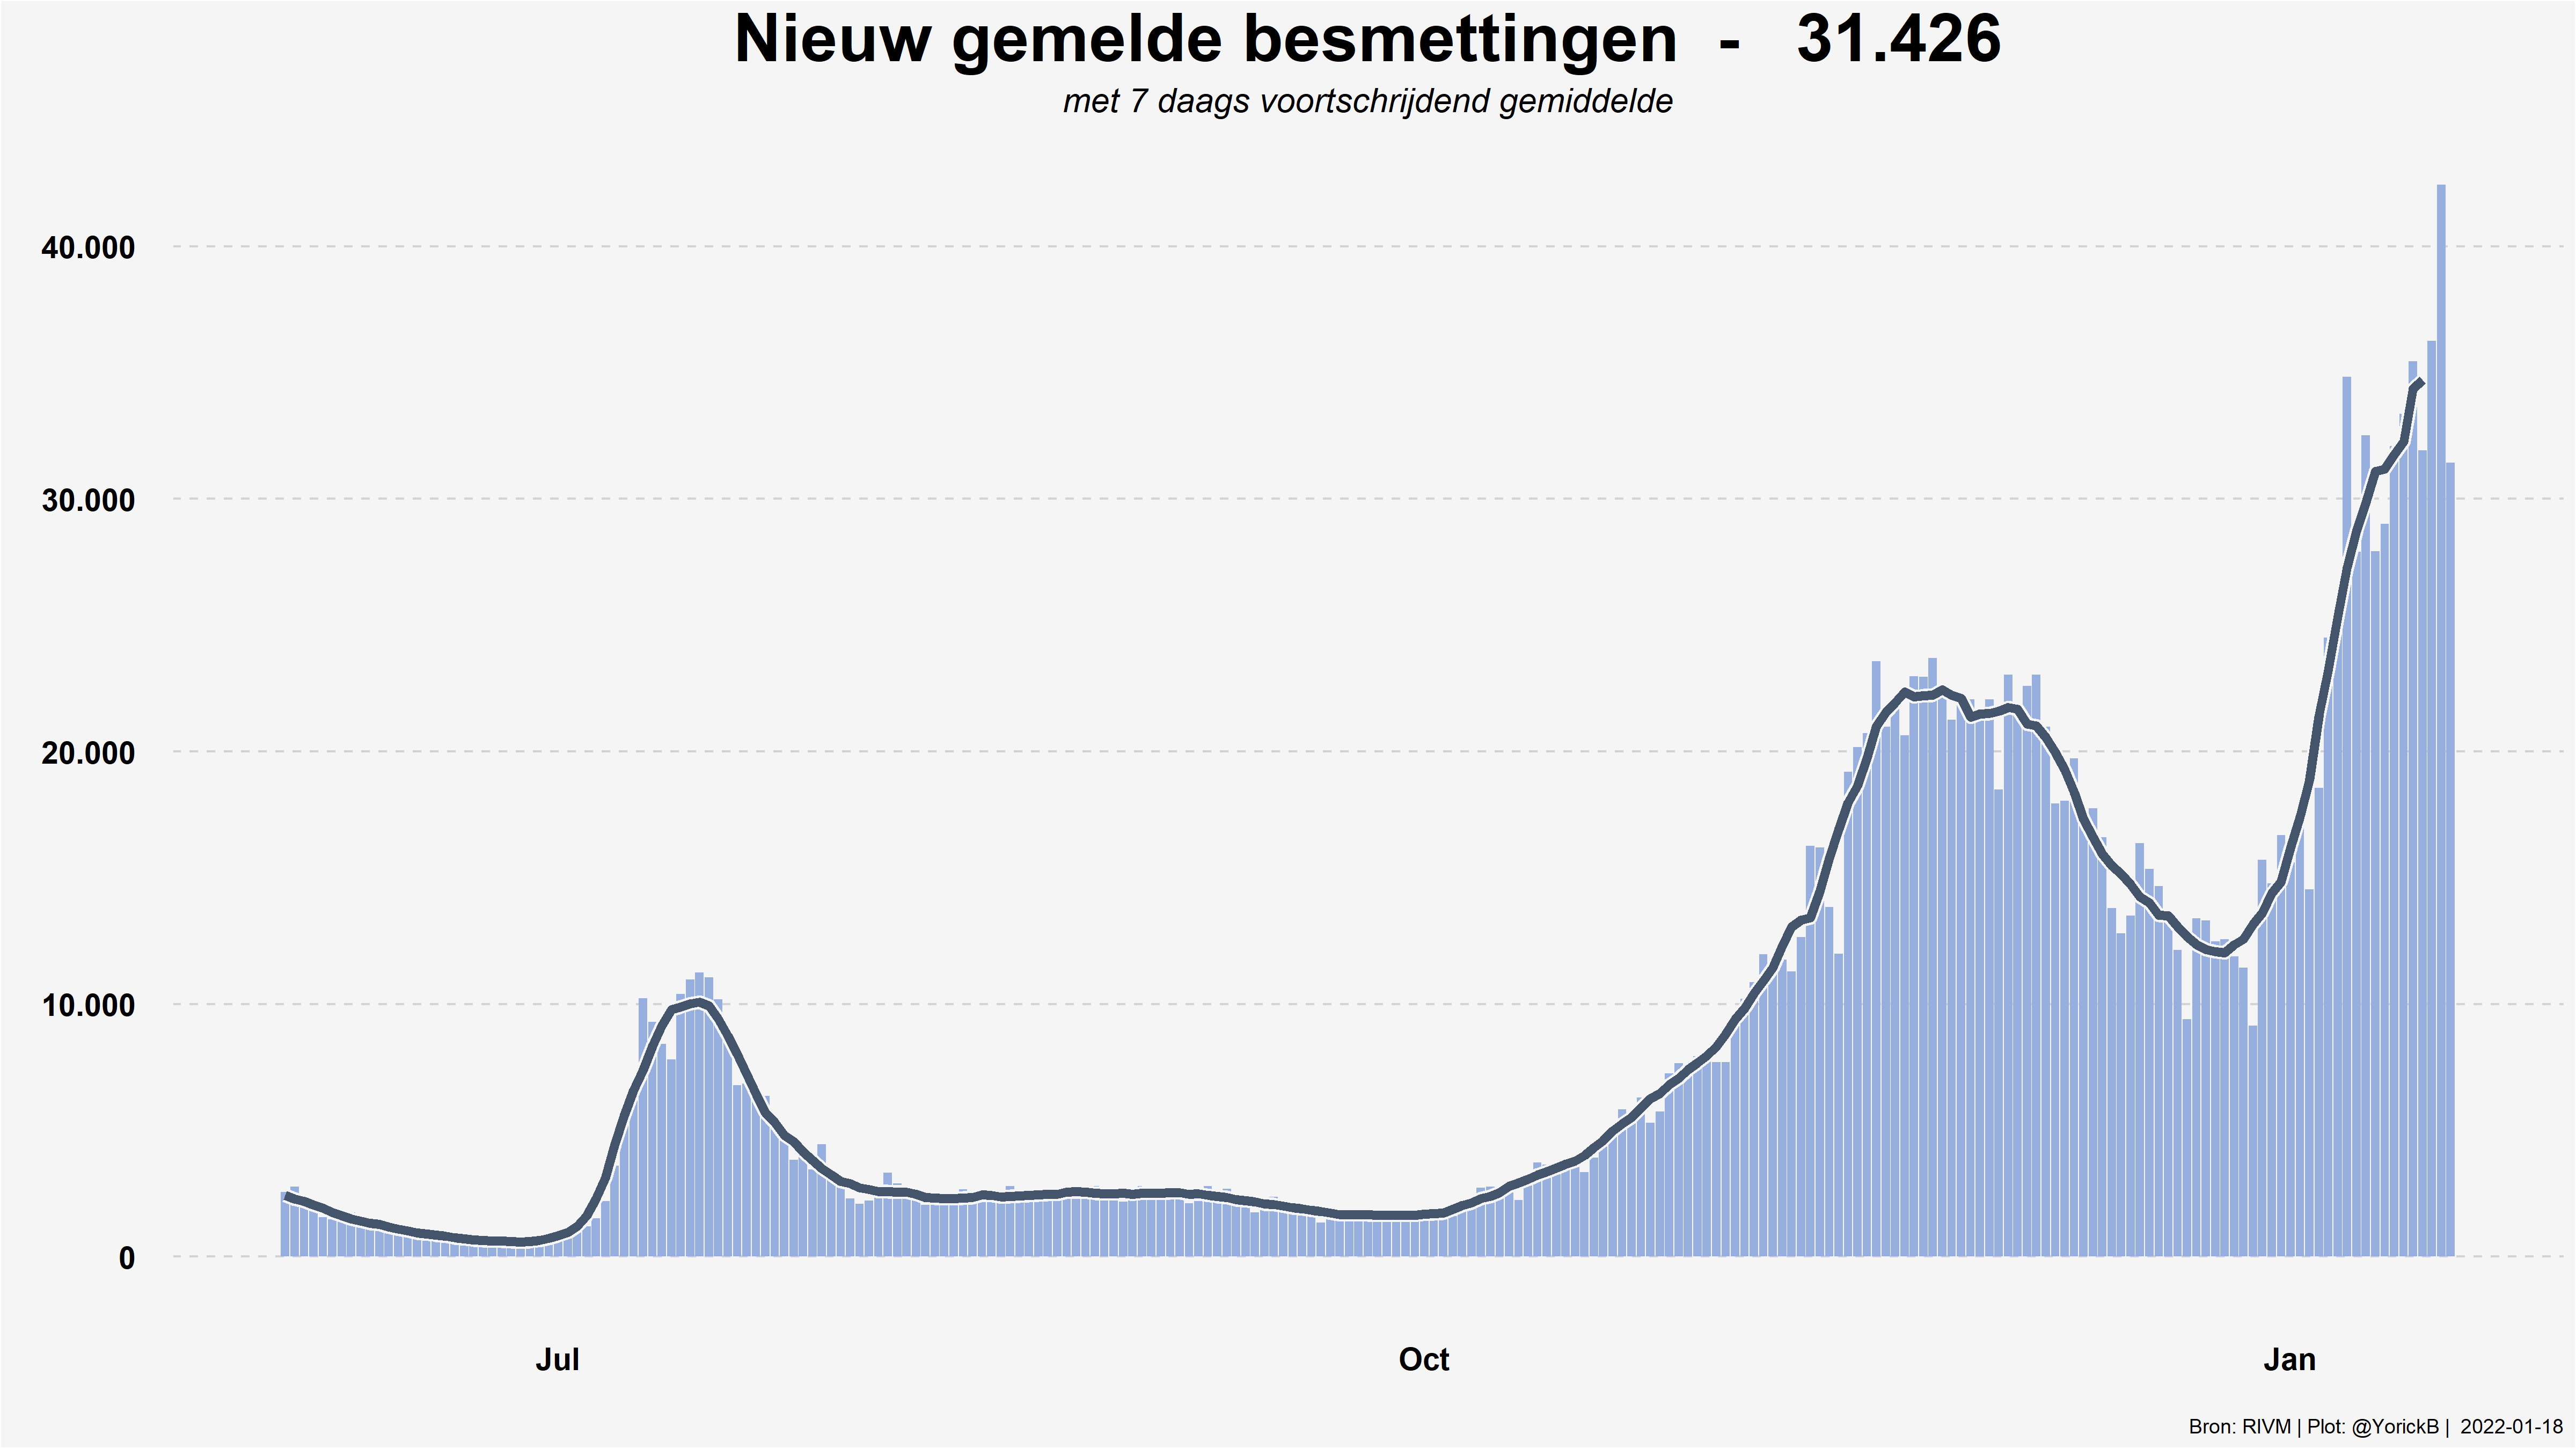 Nieuw gemelde besmettingen - 31.426
met 7 daags voortschrijdend gemiddelde
40.000
30.000
20.000
10.000
0
Jul Oct Jan
Bron: RIVM | Plot: @YorickB | 2022-01-18